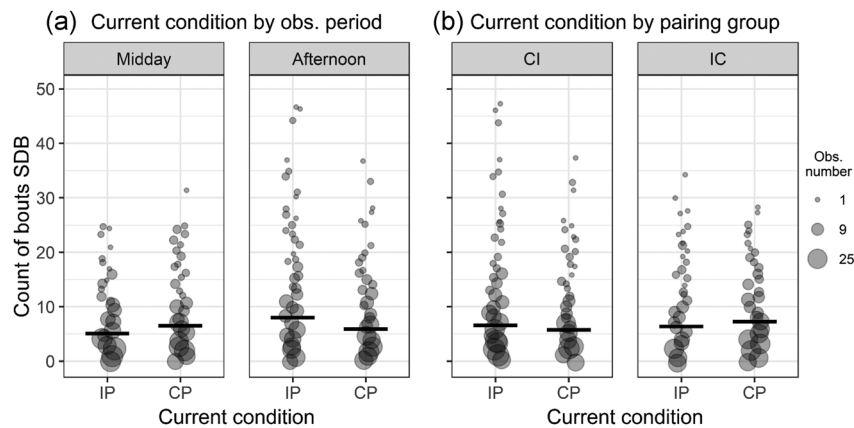 (a) Current condition by obs. period
(b) Current condition by pairing group
Midday
Afternoon
CI
IC
Count of bouts SDB
50
40
30
20
10
0
IP
CP
IP
CP
IP
CP
IP
CP
Current condition
Current condition
Obs.
number
1
9
25